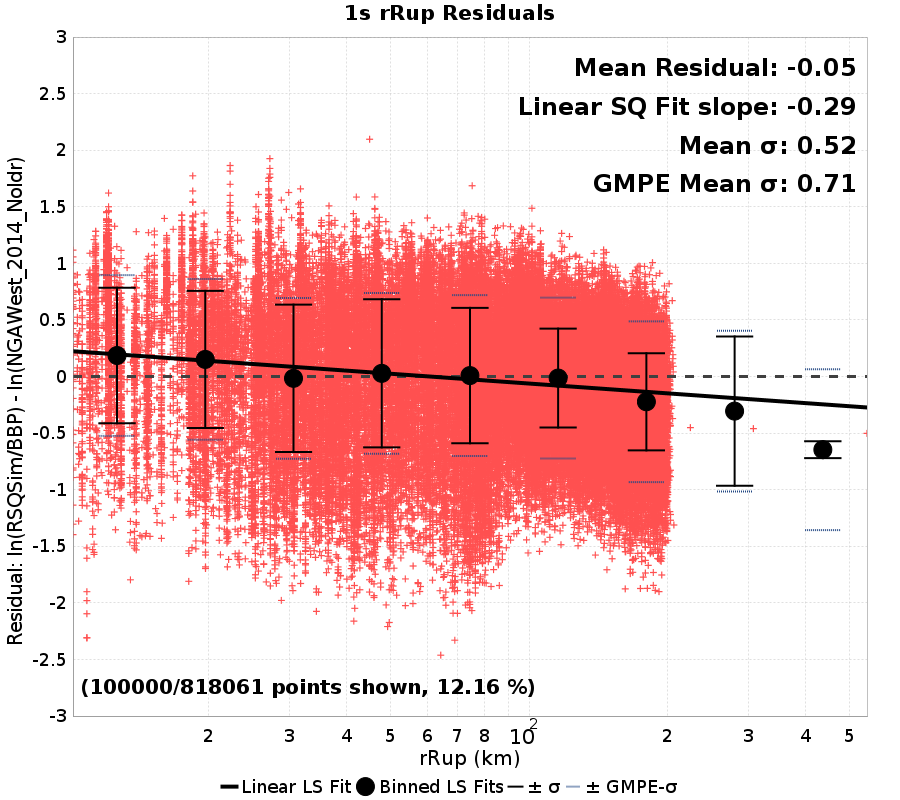 1s rRup Residuals
Mean Residual: -0.05
Linear SQ Fit slope: -0.29
Mean σ: 0.52
GMPE Mean σ: 0.71
Residual: ln(RSQSim/BBP) - ln(NGAWest_2014_NoIdr)
3
2.5
2
1.5
1
0.5
0
-0.5
-1
-1.5
-2
-2.5
-3
(100000/818061 points shown, 12.16 %)
2 3 4 5 6 7 8 10² 2 3 4 5
rRup (km)
Linear LS Fit Binned LS Fits ± σ ± GMPE-σ